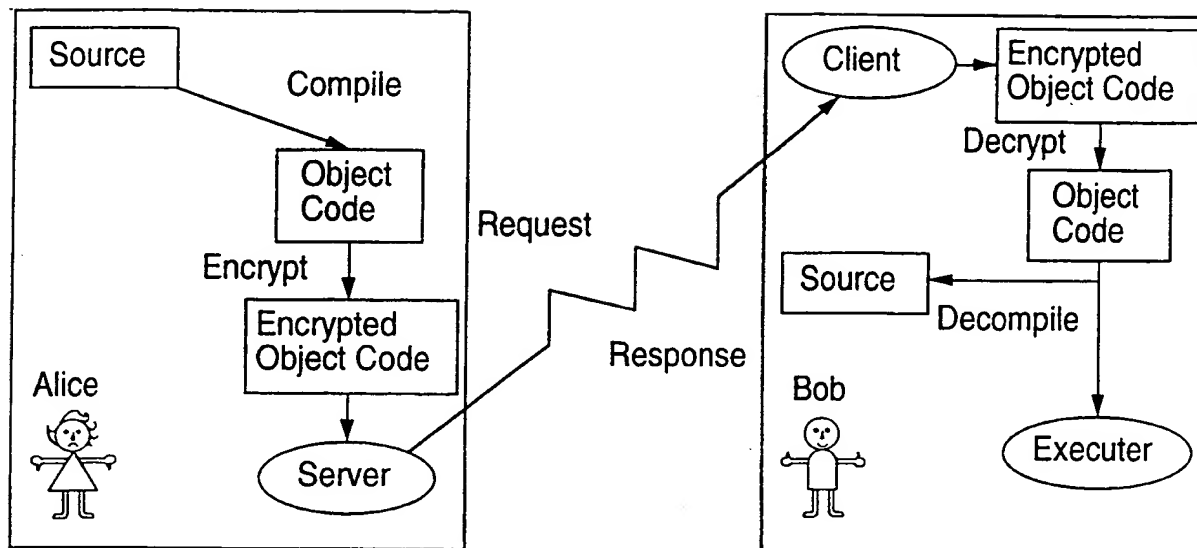 Source
Compile
Object
Code
Encrypt
Encrypted
Object Code
Alice
Server
Request
Response
Client
Encrypted
Object Code
Decrypt
Object
Code
Source
Decompile
Bob
Executer